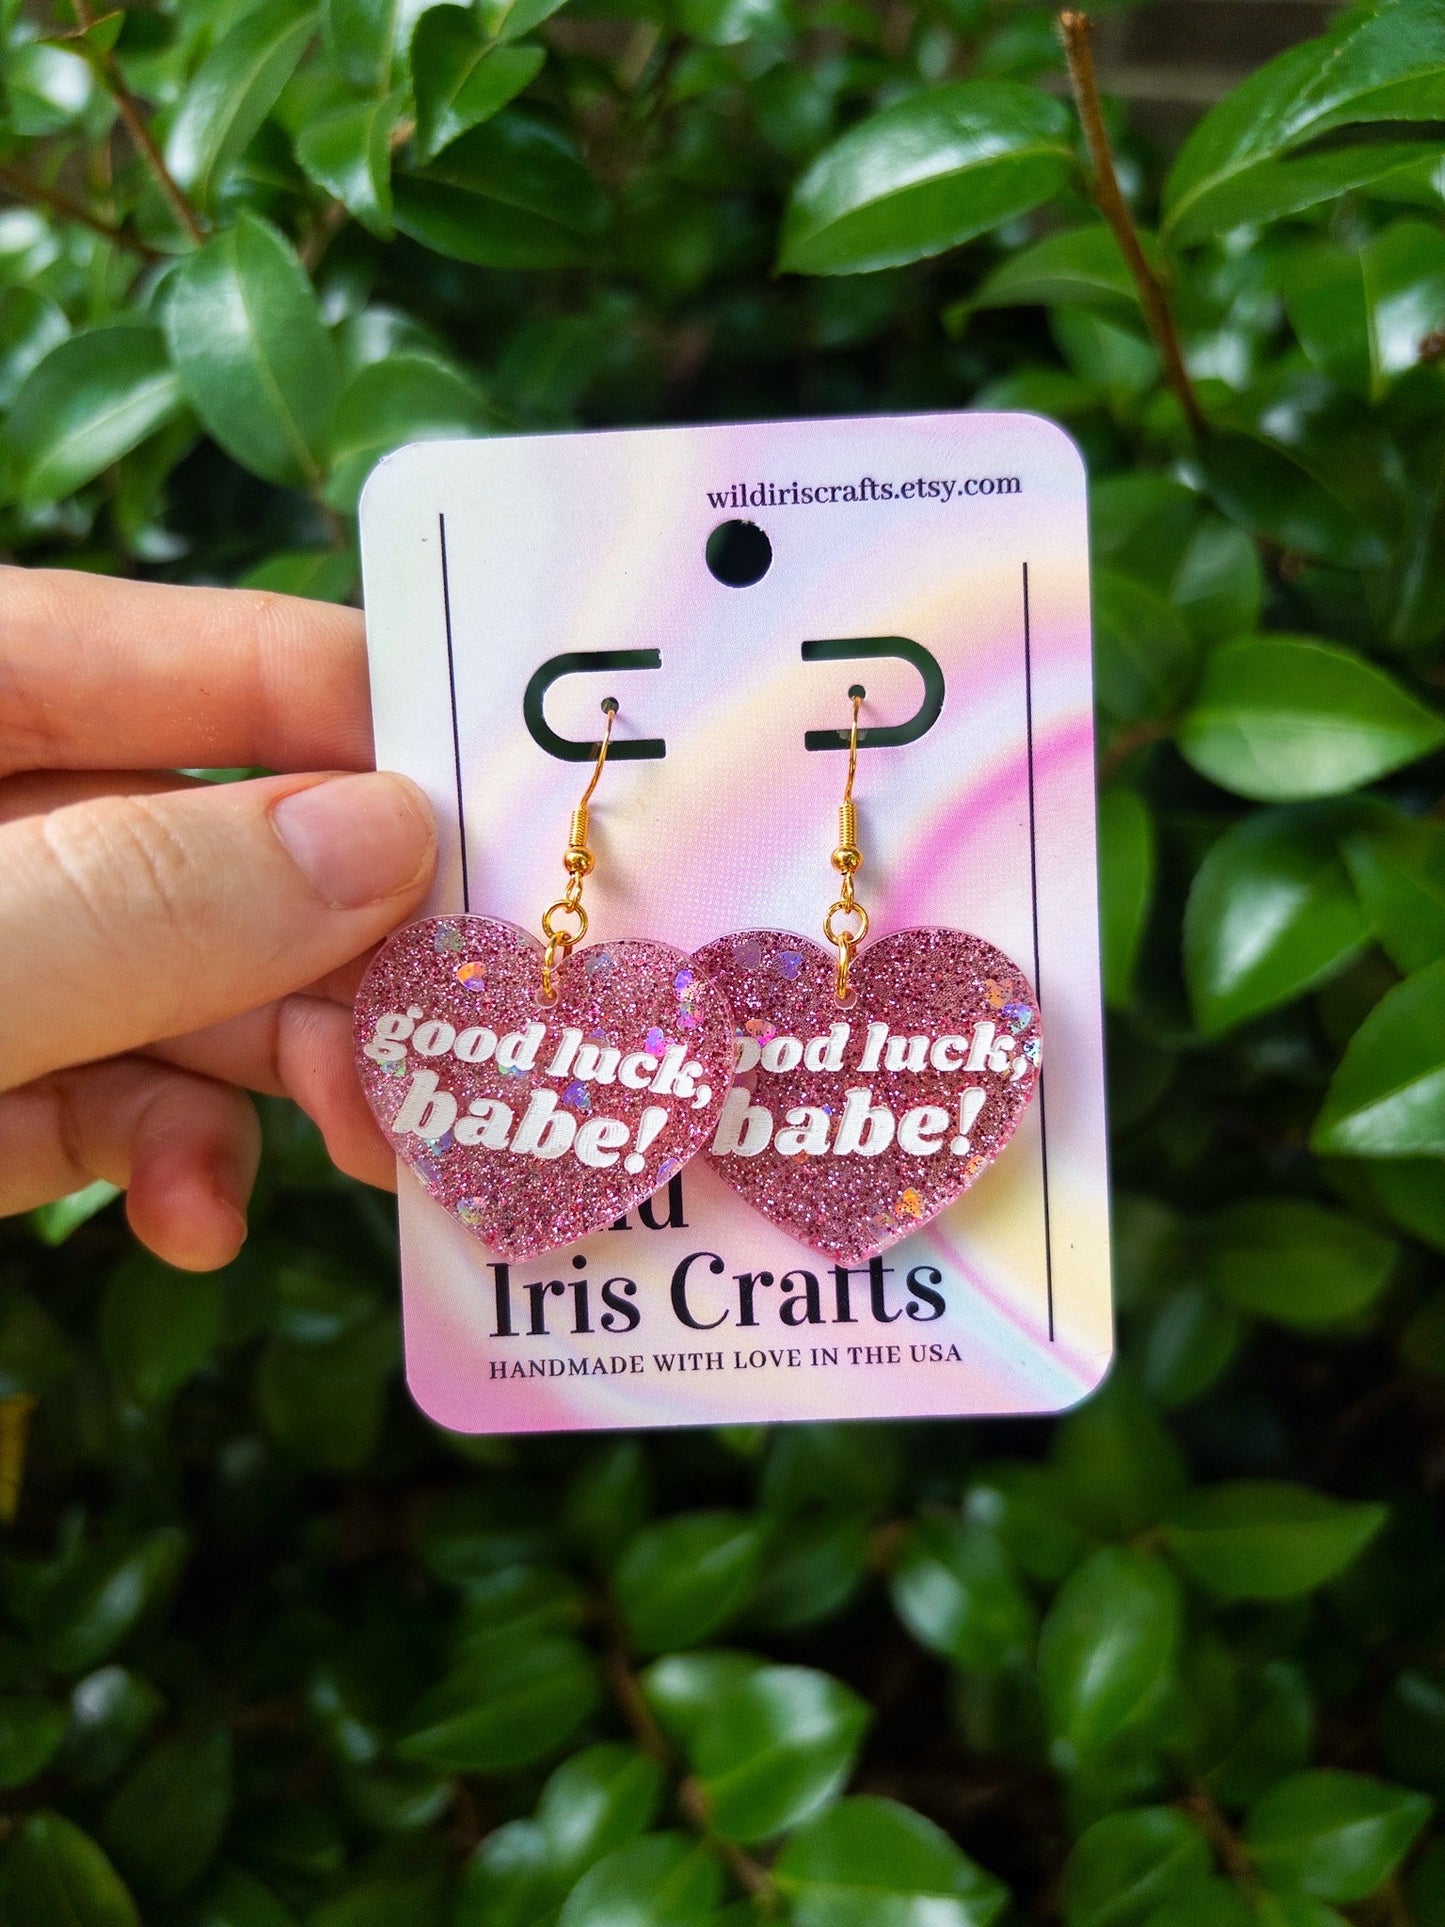 wildiriscrafts.etsy.com
good luck,
babe!
luck,
babe!
Iris Crafts
HANDMADE WITH LOVE IN THE USA